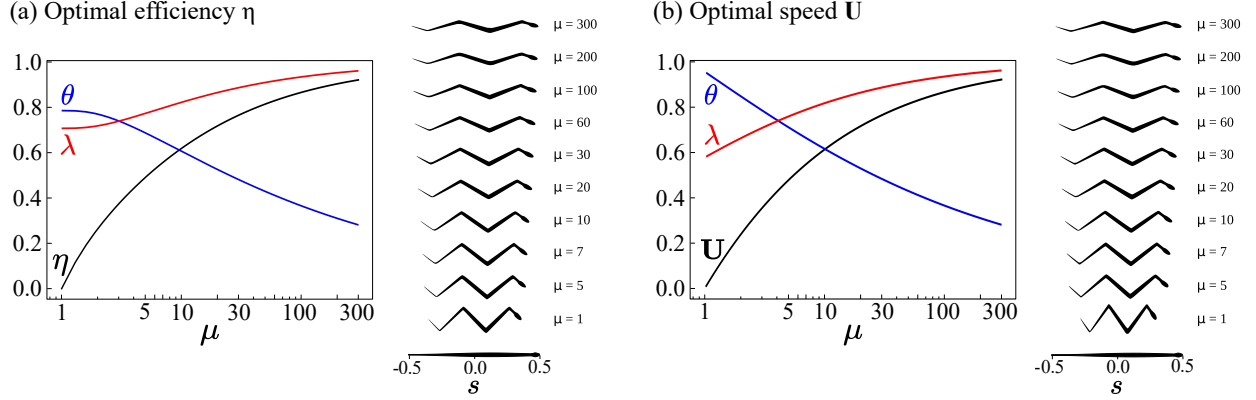 (a) Optimal efficiency η
1.0
0.8
0.6
0.4
0.2
0.0
θ
λ
η
1 5 10 30 100 300
μ
μ = 300
μ = 200
μ = 100
μ = 60
μ = 30
μ = 20
μ = 10
μ = 7
μ = 5
μ = 1
-0.5 0.0 0.5
s
(b) Optimal speed U
1.0
0.8
0.6
0.4
0.2
0.0
θ
λ
U
1 5 10 30 100 300
μ
μ = 300
μ = 200
μ = 100
μ = 60
μ = 30
μ = 20
μ = 10
μ = 7
μ = 5
μ = 1
-0.5 0.0 0.5
s